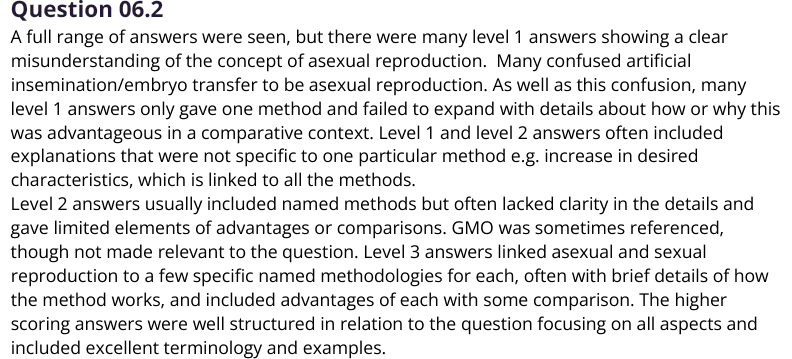 Question 06.2
A full range of answers were seen, but there were many level 1 answers showing a clear
misunderstanding of the concept of asexual reproduction.  Many confused artificial
insemination/embryo transfer to be asexual reproduction. As well as this confusion, many
level 1 answers only gave one method and failed to expand with details about how or why this
was advantageous in a comparative context. Level 1 and level 2 answers often included
explanations that were not specific to one particular method e.g. increase in desired
characteristics, which is linked to all the methods.
Level 2 answers usually included named methods but often lacked clarity in the details and
gave limited elements of advantages or comparisons. GMO was sometimes referenced,
though not made relevant to the question. Level 3 answers linked asexual and sexual
reproduction to a few specific named methodologies for each, often with brief details of how
the method works, and included advantages of each with some comparison. The higher
scoring answers were well structured in relation to the question focusing on all aspects and
included excellent terminology and examples.